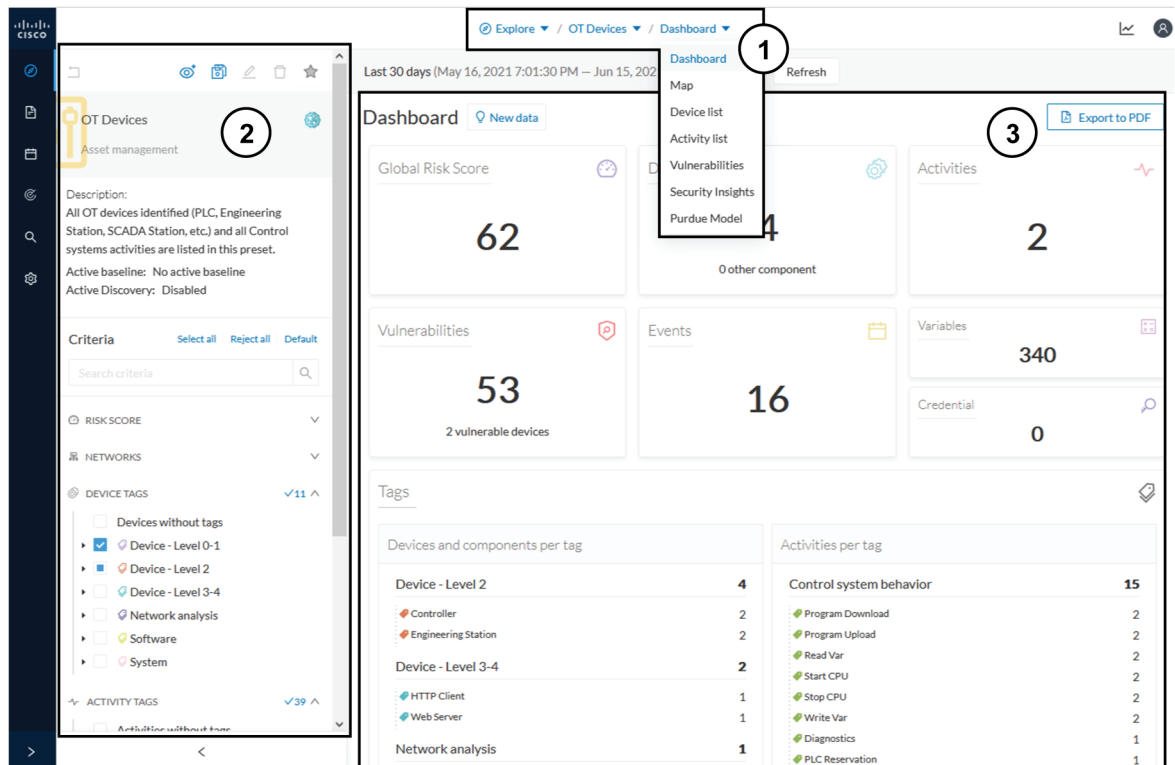 CISCO
Explore / OT Devices / Dashboard
1
Dashboard
Map
Device list
Activity list
Vulnerabilities
Security Insights
Purdue Model
2
OT Devices
Asset management
Description:
All OT devices identified (PLC, Engineering
Station, SCADA Station, etc.) and all Control
systems activities are listed in this preset.
Active baseline: No active baseline
Active Discovery: Disabled
Criteria Select all Reject all Default
Search criteria
RISK SCORE
NETWORKS
DEVICE TAGS 11
Devices without tags
Device - Level 0-1
Device - Level 2
Device - Level 3-4
Network analysis
Software
System
ACTIVITY TAGS 39
Activities without tags
Last 30 days (May 16, 2021 7:01:30 PM — Jun 15, 202
Refresh
Dashboard New data
3
Export to PDF
Global Risk Score
62
D
4
0 other component
Activities
2
Vulnerabilities
53
2 vulnerable devices
Events
16
Variables
340
Credential
0
Tags
Devices and components per tag
Device - Level 2 4
Controller 2
Engineering Station 2
Device - Level 3-4 2
HTTP Client 1
Web Server 1
Network analysis 1
Activities per tag
Control system behavior 15
Program Download 2
Program Upload 2
Read Var 2
Start CPU 2
Stop CPU 2
Write Var 2
Diagnostics 1
PLC Reservation 1